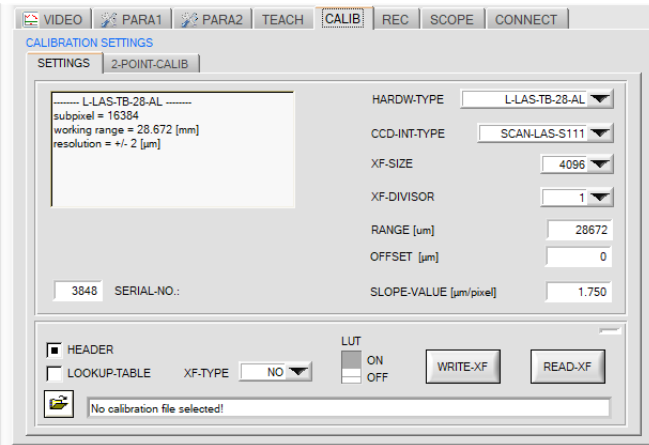 VIDEO PARA1 PARA2 TEACH CALIB REC SCOPE CONNECT
CALIBRATION SETTINGS
SETTINGS 2-POINT-CALIB
-------- L-LAS-TB-28-AL --------
subpixel = 16384
working range = 28.672 [mm]
resolution = +/- 2 [µm]
HARDW-TYPE L-LAS-TB-28-AL
CCD-INT-TYPE SCAN-LAS-S111
XF-SIZE 4096
XF-DIVISOR 1
RANGE [um] 28672
OFFSET [µm] 0
3848 SERIAL-NO.: SLOPE-VALUE [µm/pixel] 1.750
HEADER
LOOKUP-TABLE XF-TYPE NO
LUT
ON
OFF
WRITE-XF READ-XF
No calibration file selected!